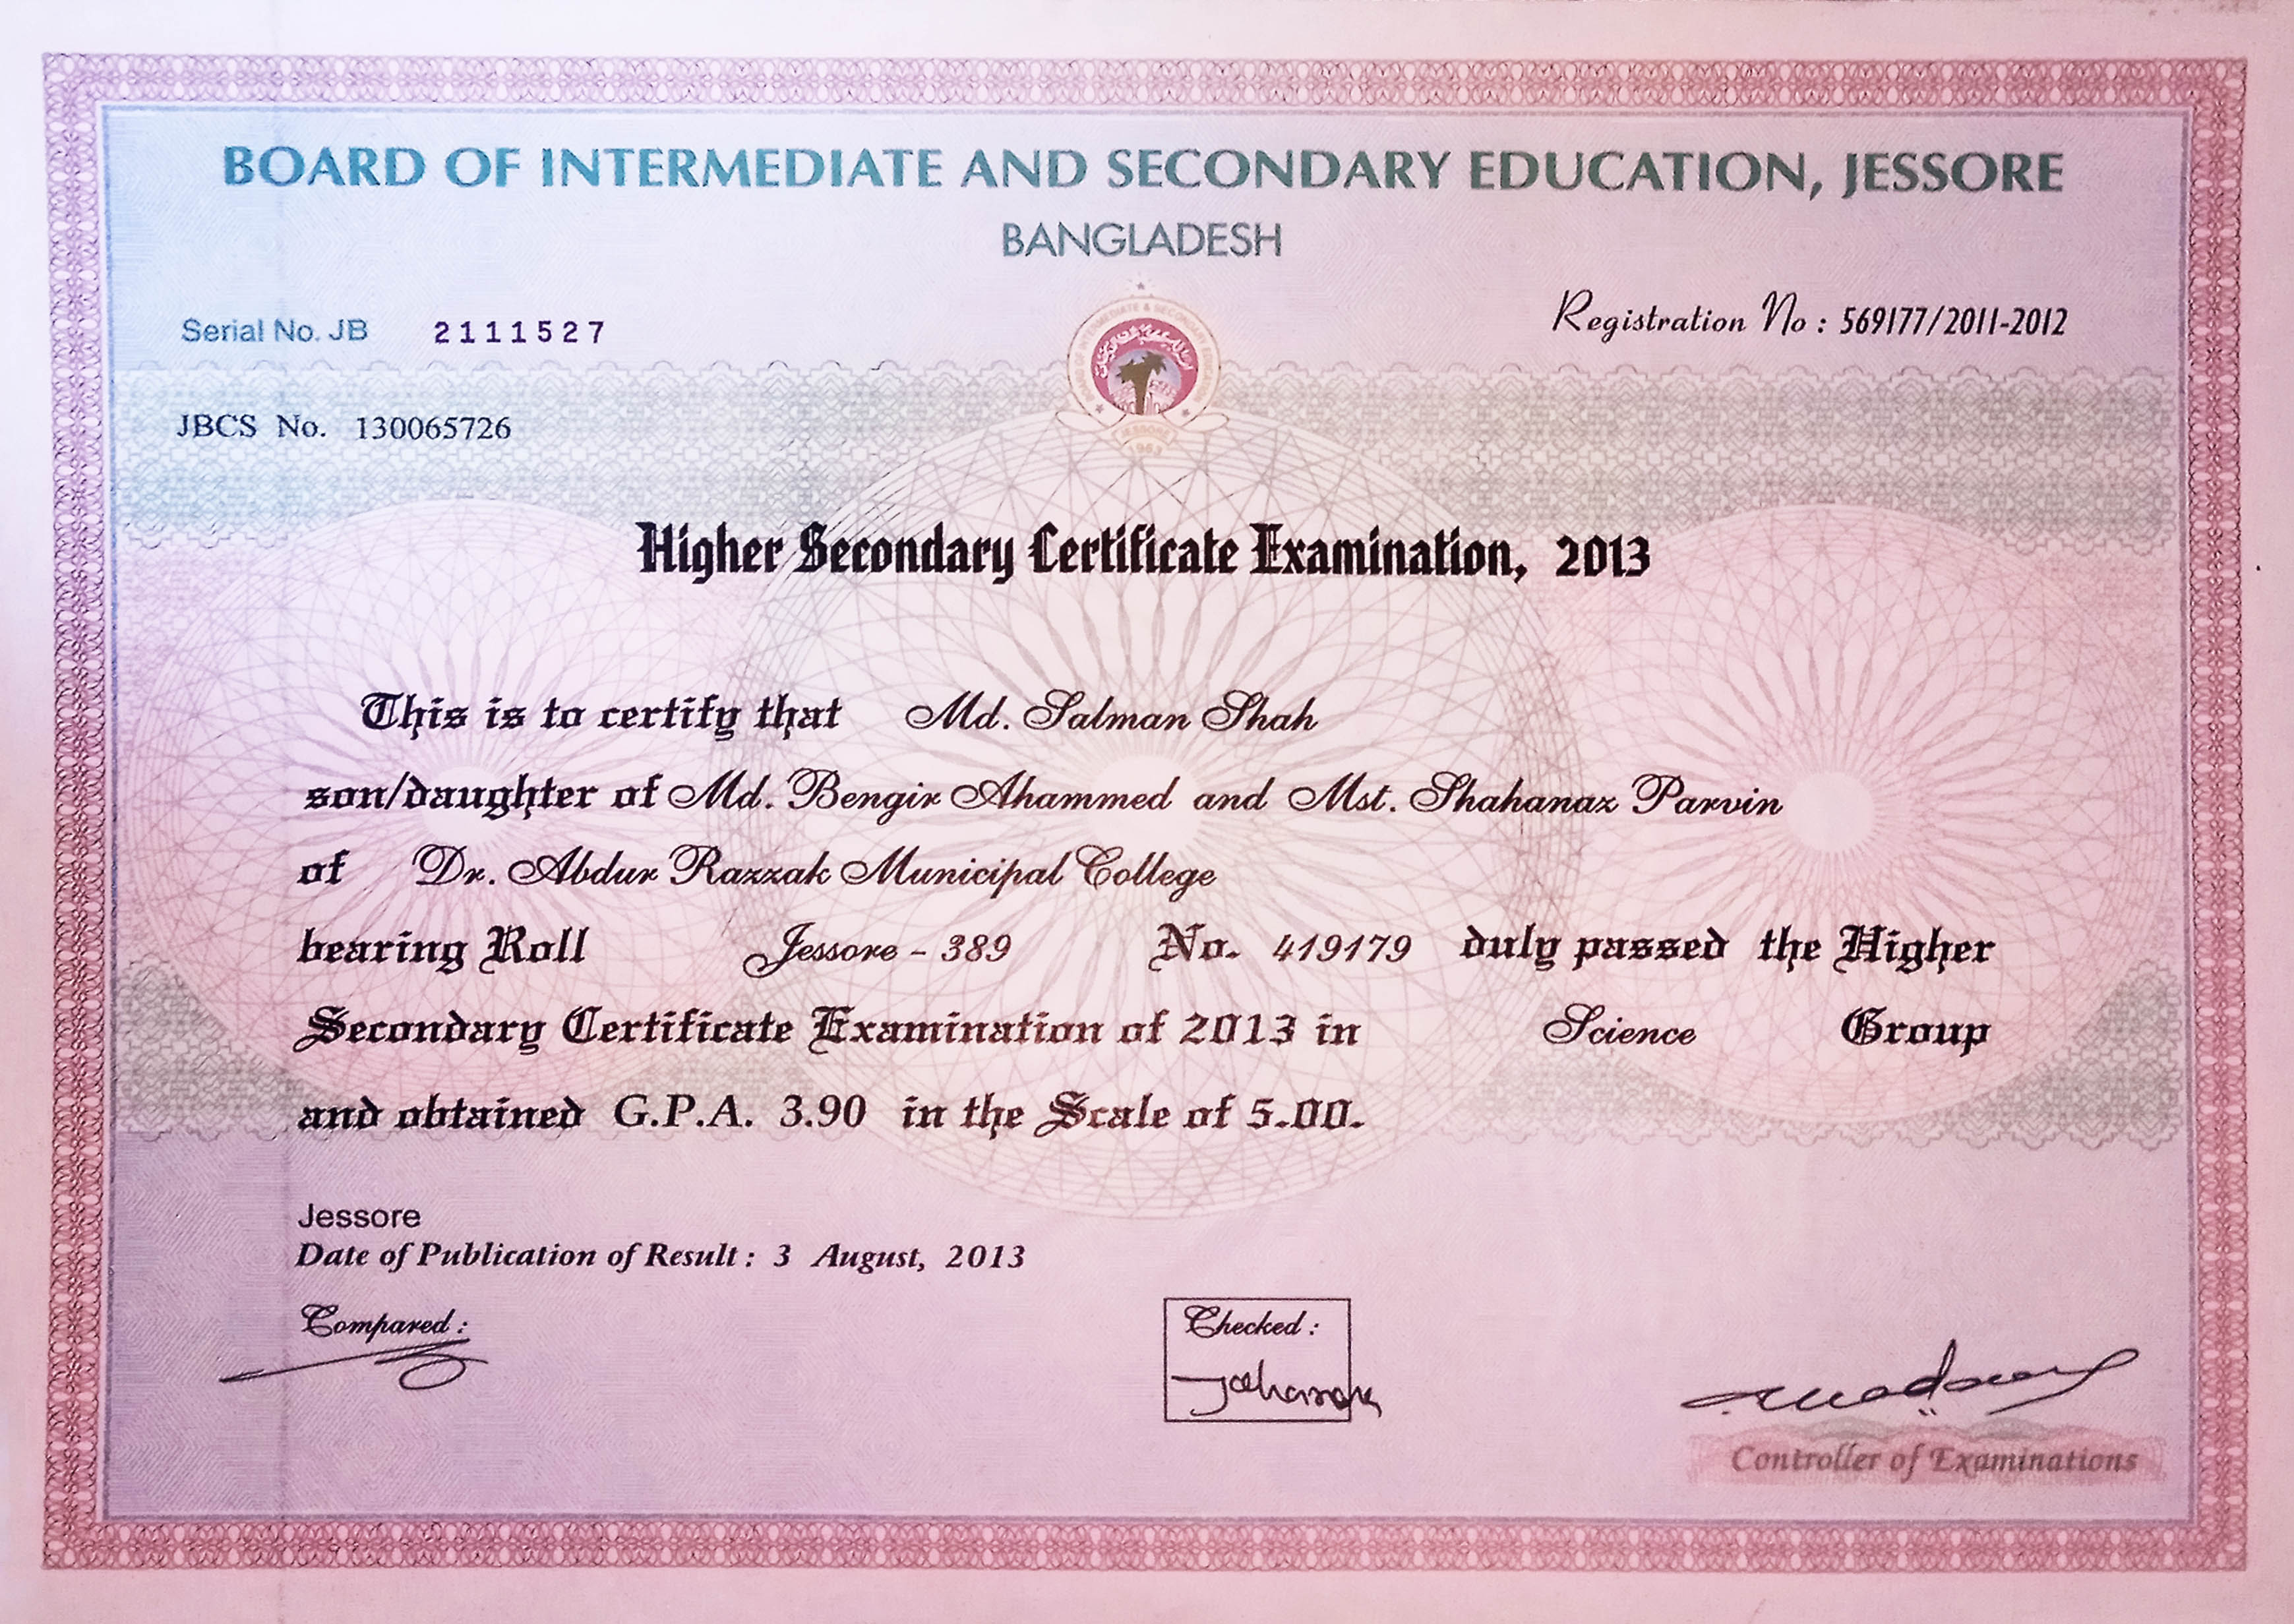 BOARD OF INTERMEDIATE AND SECONDARY EDUCATION, JESSORE
BANGLADESH
Serial No. JB 2111527
Registration No : 569177/2011-2012
JBCS No. 130065726
Higher Secondary Certificate Examination, 2013
This is to certify that Md. Salman Shah
son/daughter of Md. Bengir Ahammed and Mst. Shahanaz Parvin
of Dr. Abdur Razzak Municipal College
bearing Roll Jessore - 389 No. 419179 duly passed the Higher
Secondary Certificate Examination of 2013 in Science Group
and obtained G.P.A. 3.90 in the Scale of 5.00.
Jessore
Date of Publication of Result : 3 August, 2013
Compared :
Checked :
Controller of Examinations